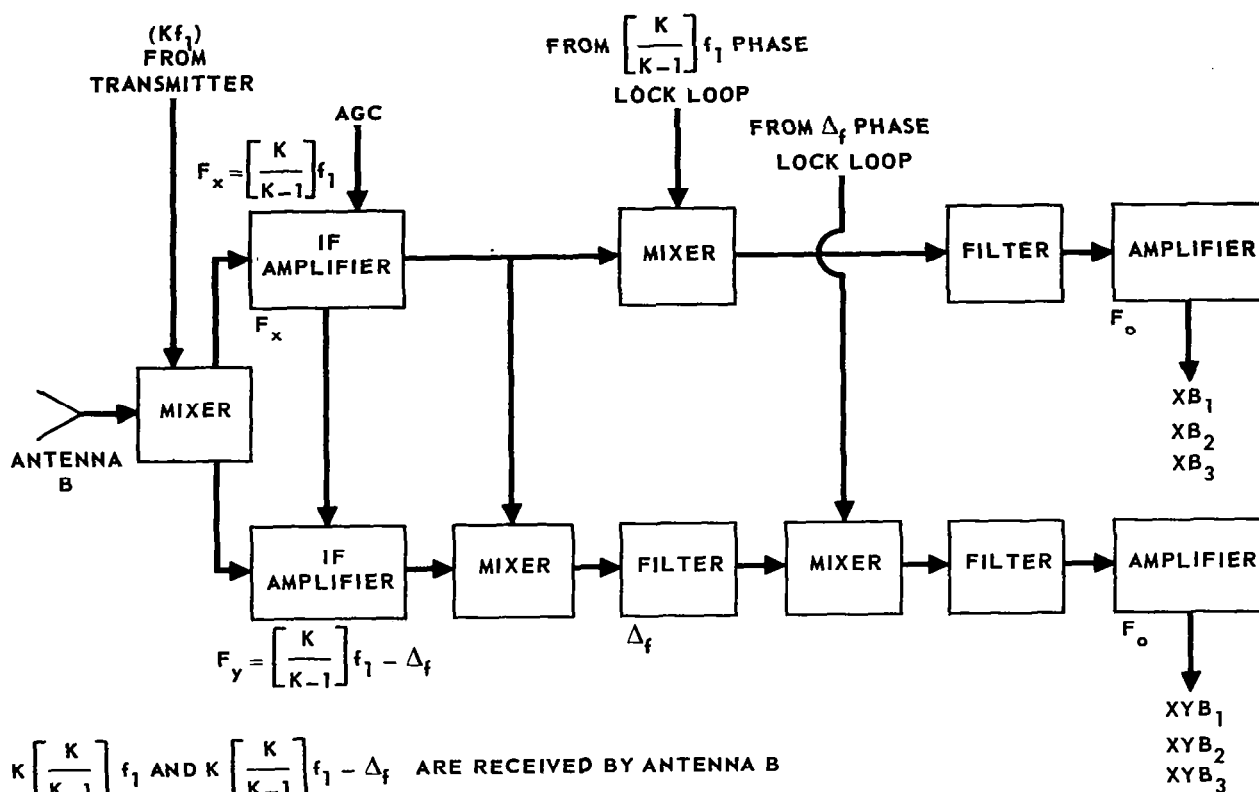 (Kf1)
FROM
TRANSMITTER
AGC
FROM [K/K-1] f1 PHASE
LOCK LOOP
FROM Δf PHASE
LOCK LOOP
Fx = [K/K-1] f1
IF
AMPLIFIER
Fx
MIXER
FILTER
AMPLIFIER
Fo
XB1
XB2
XB3
MIXER
ANTENNA
B
IF
AMPLIFIER
Fy = [K/K-1] f1 - Δf
MIXER
FILTER
Δf
MIXER
FILTER
AMPLIFIER
Fo
XYB1
XYB2
XYB3
K [K/K-1] f1 AND K [K/K-1] f1 - Δf ARE RECEIVED BY ANTENNA B